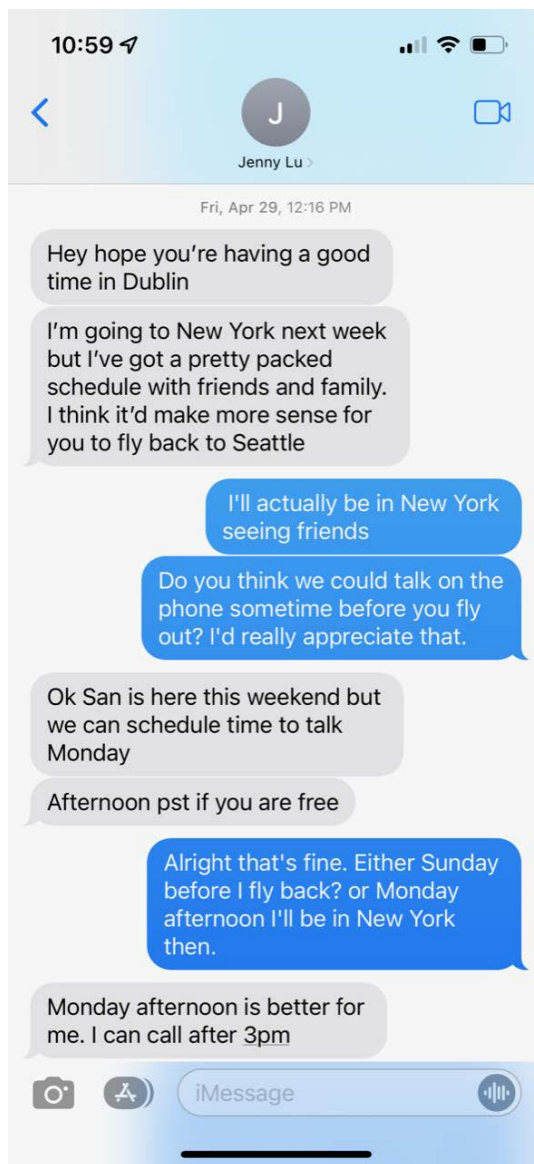 10:59
J
Jenny Lu
Fri, Apr 29, 12:16 PM
Hey hope you’re having a good
time in Dublin
I’m going to New York next week
but I’ve got a pretty packed
schedule with friends and family.
I think it’d make more sense for
you to fly back to Seattle
I'll actually be in New York
seeing friends
Do you think we could talk on the
phone sometime before you fly
out? I'd really appreciate that.
Ok San is here this weekend but
we can schedule time to talk
Monday
Afternoon pst if you are free
Alright that's fine. Either Sunday
before I fly back? or Monday
afternoon I'll be in New York
then.
Monday afternoon is better for
me. I can call after 3pm
iMessage